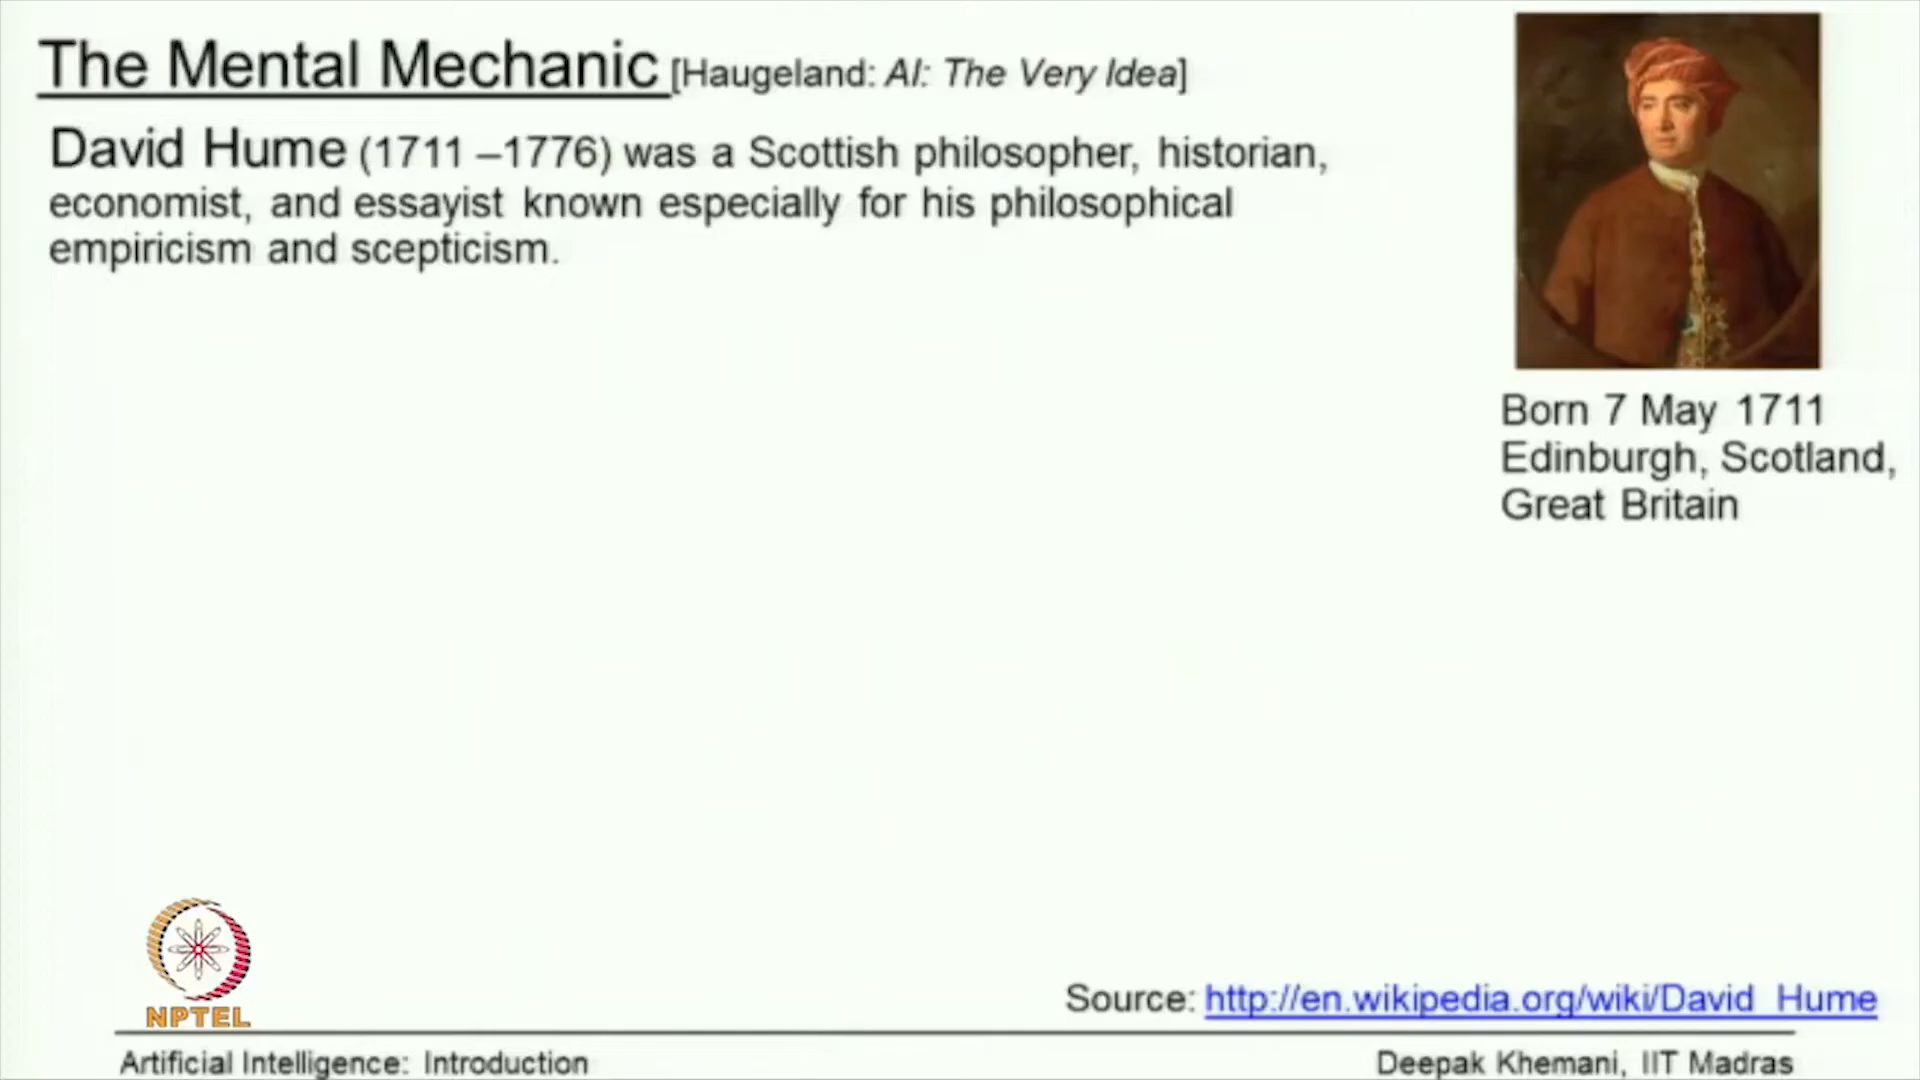 The Mental Mechanic [Haugeland: AI: The Very Idea]
David Hume (1711 –1776) was a Scottish philosopher, historian,
economist, and essayist known especially for his philosophical
empiricism and scepticism.
Born 7 May 1711
Edinburgh, Scotland,
Great Britain
NPTEL
Source: http://en.wikipedia.org/wiki/David_Hume
Artificial Intelligence: Introduction
Deepak Khemani, IIT Madras